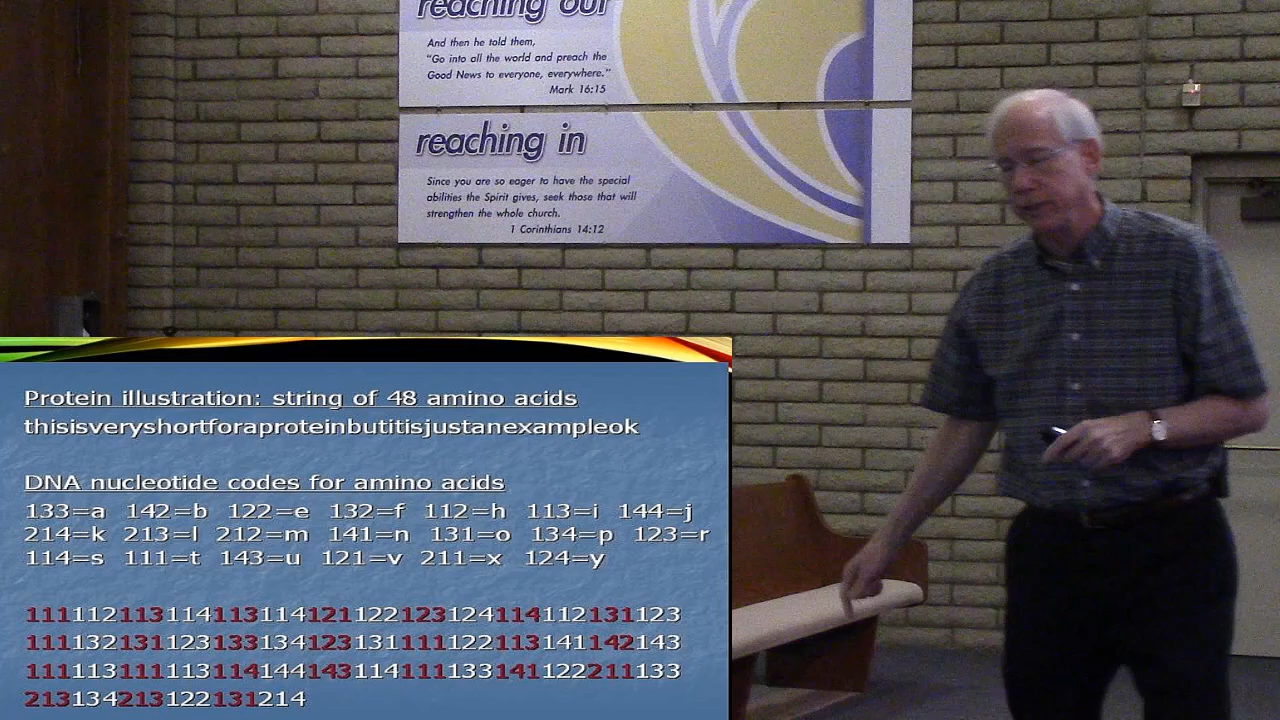 reaching out
And then he told them,
"Go into all the world and preach the
Good News to everyone, everywhere."
Mark 16:15
reaching in
Since you are so eager to have the special
abilities the Spirit gives, seek those that will
strengthen the whole church.
1 Corinthians 14:12
Protein illustration: string of 48 amino acids
thisisveryshortforaproteinbutitisjustanexampleok
DNA nucleotide codes for amino acids
133=a 142=b 122=e 132=f 112=h 113=i 144=j
214=k 213=l 212=m 141=n 131=o 134=p 123=r
114=s 111=t 143=u 121=v 211=x 124=y
111112113114113114121122123124114112131123
111132131123133134123131111122113141142143
111113111113114144143114111133141122211133
213134213122131214